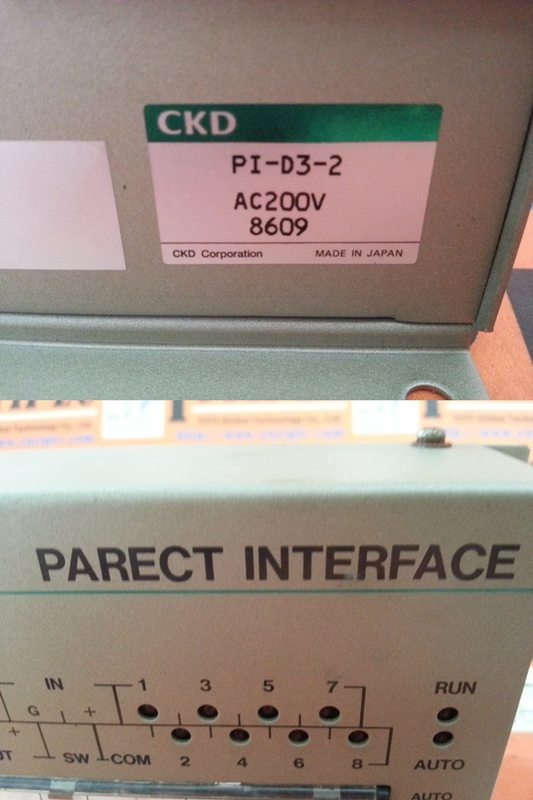 CKD
PI-D3-2
AC200V
8609
CKD Corporation MADE IN JAPAN
PARECT INTERFACE
IN 1 3 5 7 RUN
G +
+
SW COM 2 4 6 8 AUTO
AUTO